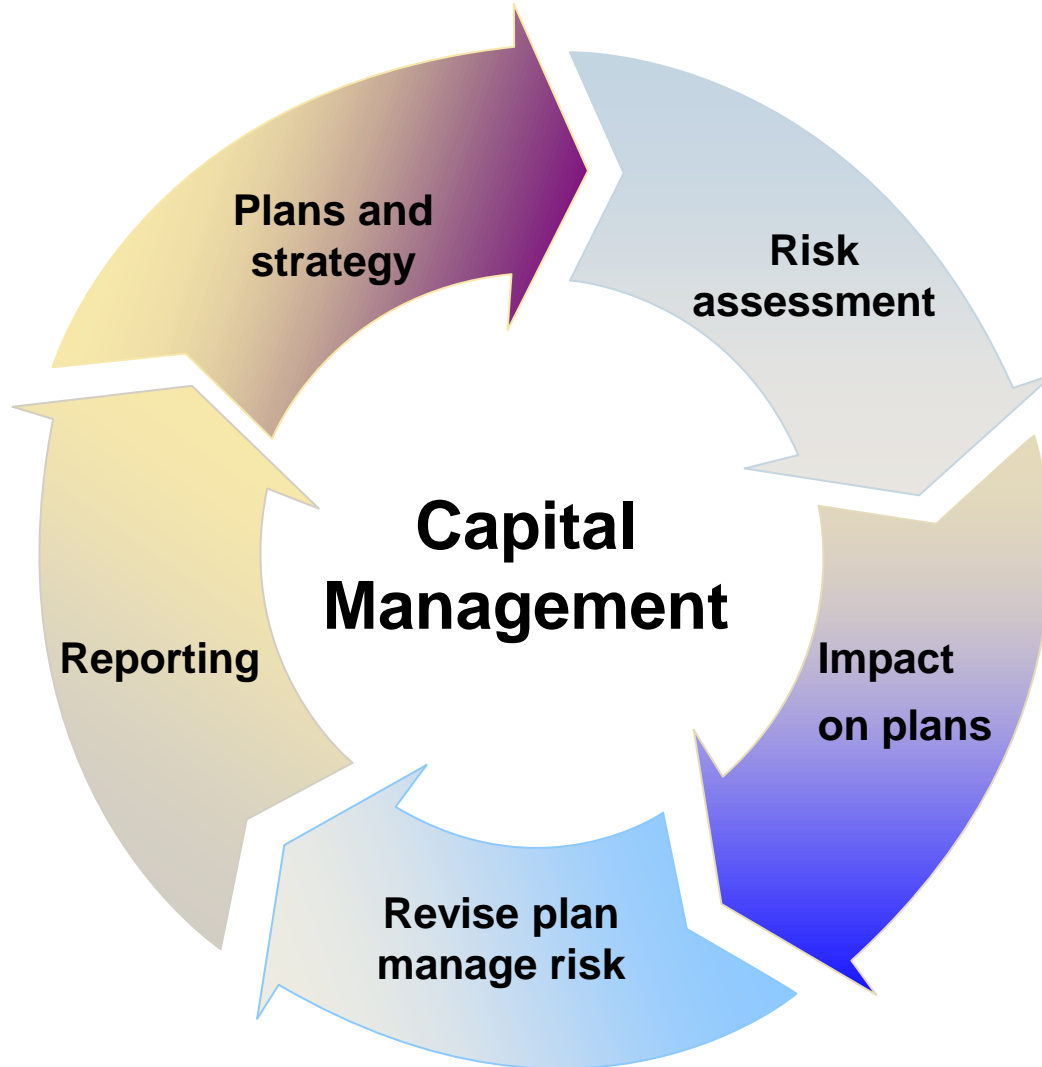 Plans and
strategy
Risk
assessment
Capital
Management
Reporting
Impact
on plans
Revise plan
manage risk